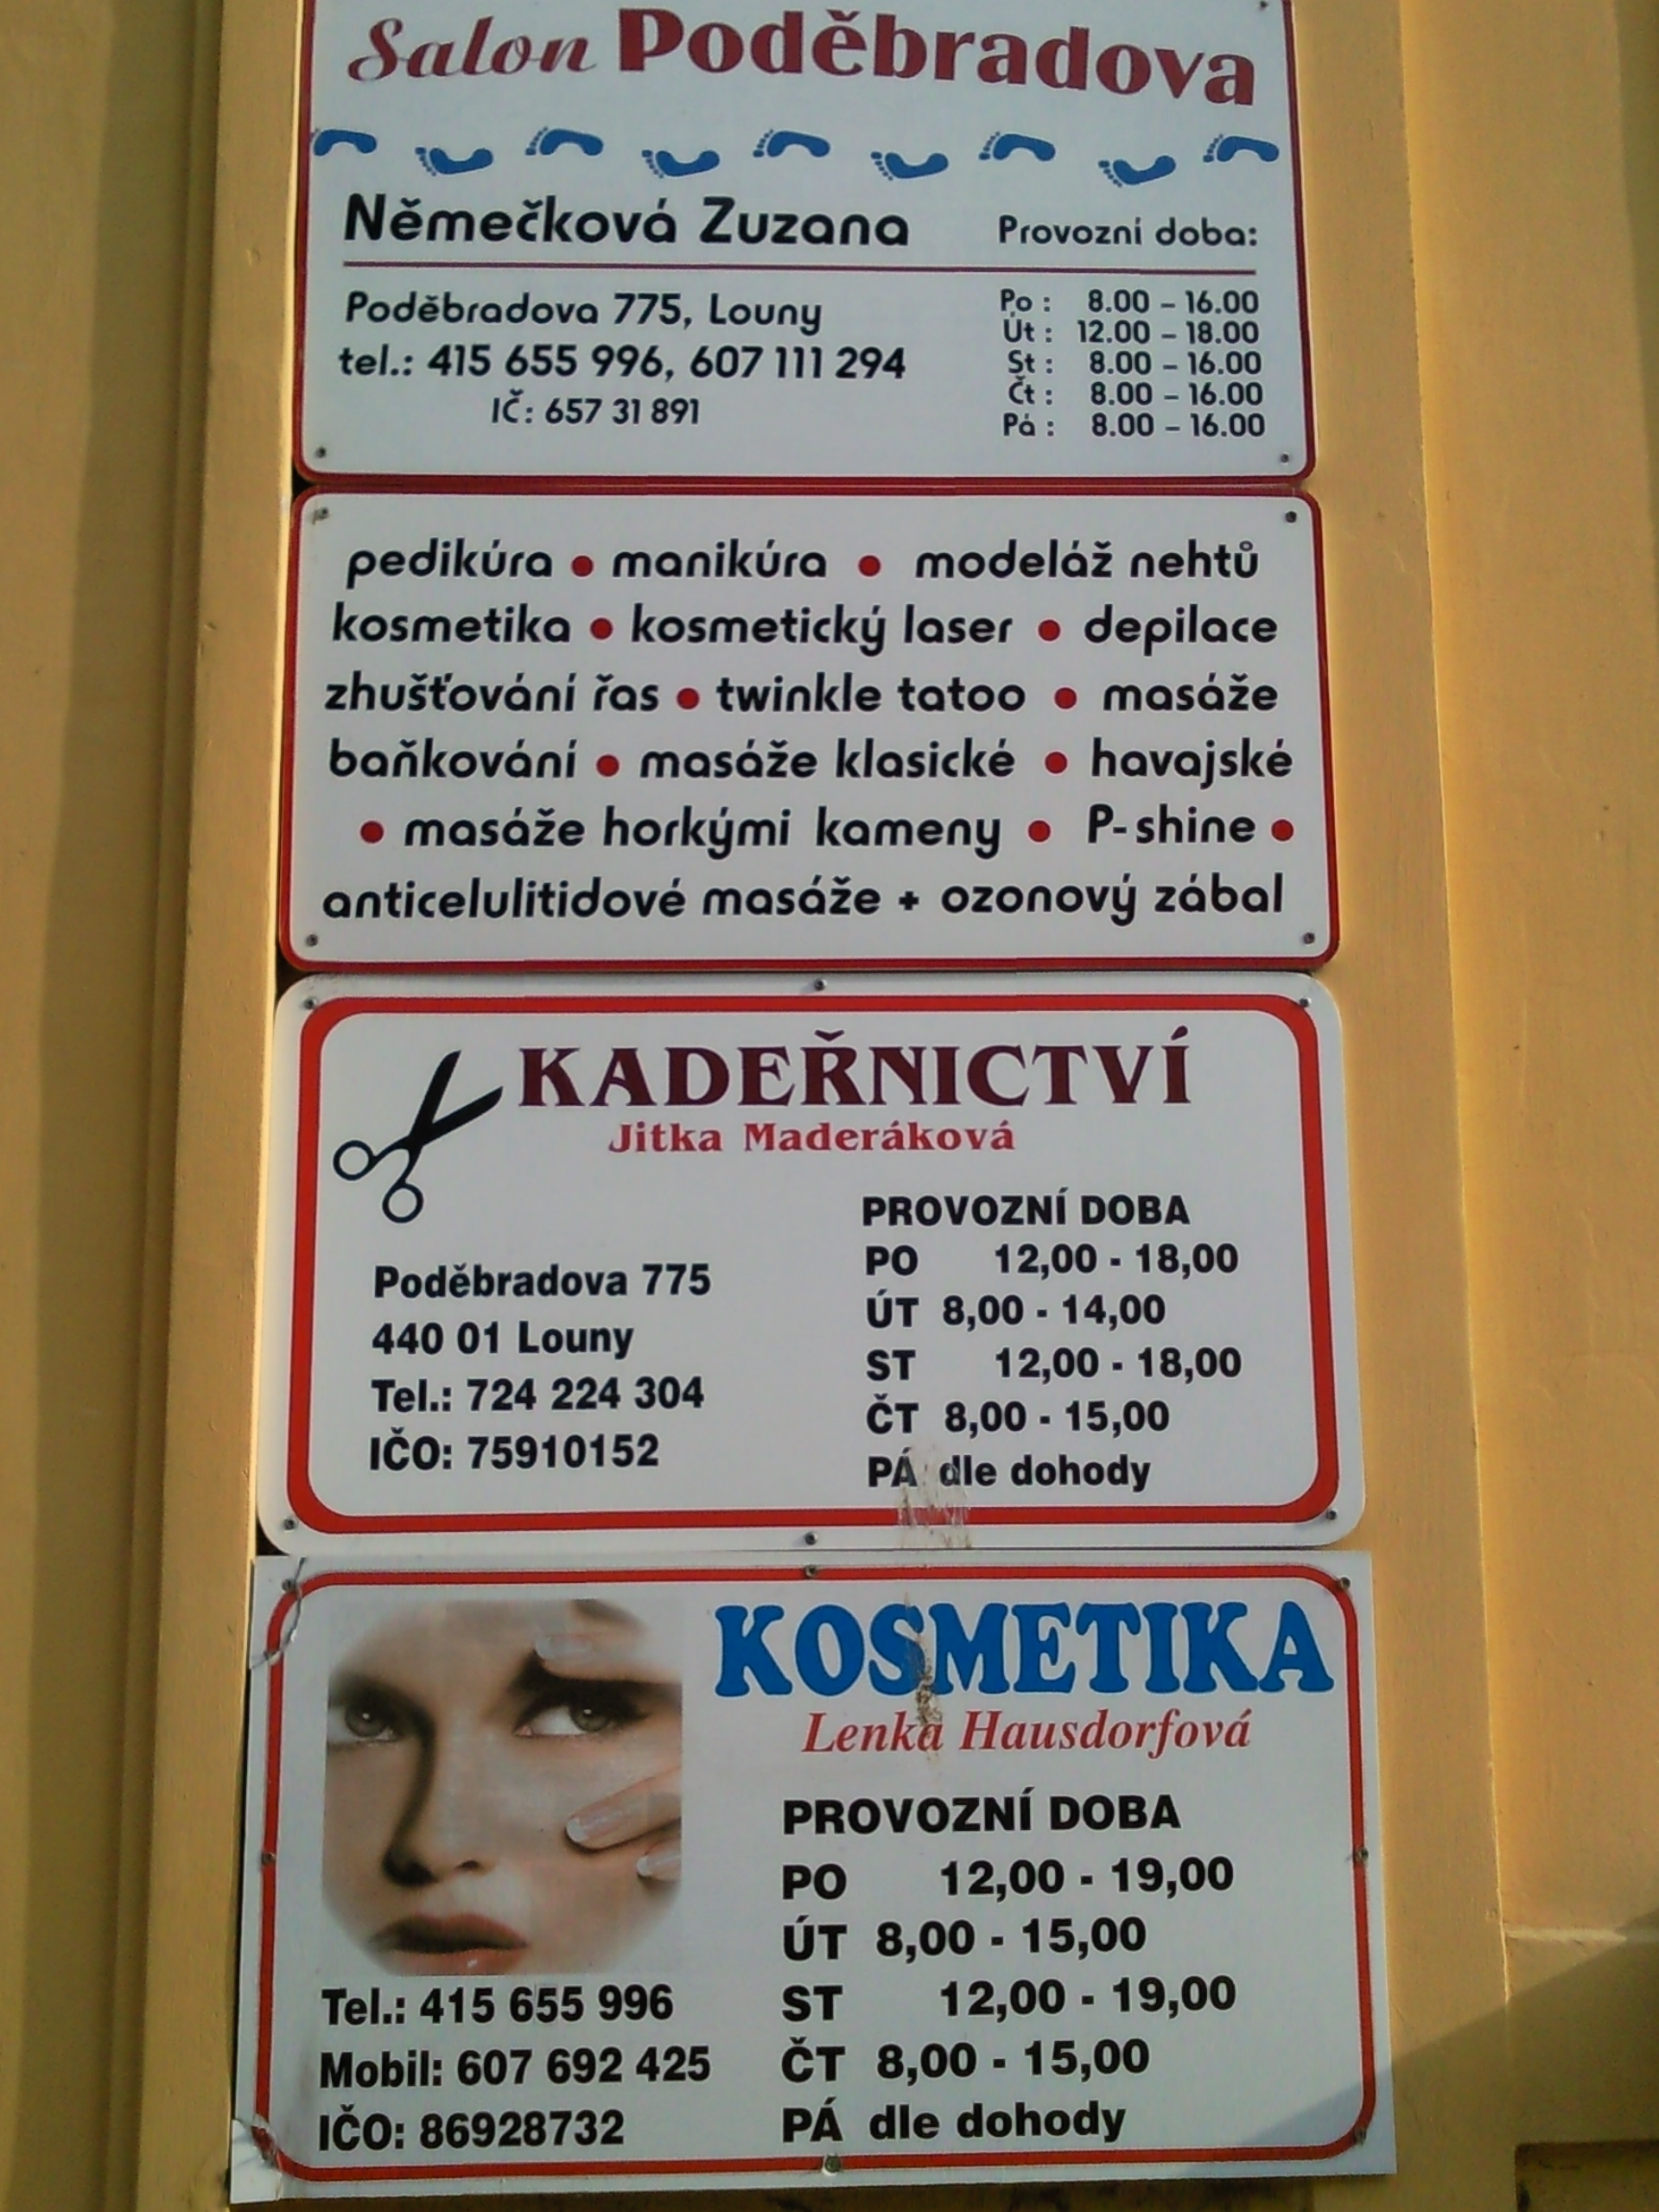 Salon Poděbradova
Němečková Zuzana
Provozní doba:
Poděbradova 775, Louny
tel.: 415 655 996, 607 111 294
IČ: 657 31 891
Po : 8.00 – 16.00
Út : 12.00 – 18.00
St : 8.00 – 16.00
Čt : 8.00 – 16.00
Pá : 8.00 – 16.00
pedikúra • manikúra • modeláž nehtů
kosmetika • kosmetický laser • depilace
zhušťování řas • twinkle tatoo • masáže
baňkování • masáže klasické • havajské
• masáže horkými kameny • P-shine •
anticelulitidové masáže + ozonový zábal
KADEŘNICTVÍ
Jitka Maderáková
Poděbradova 775
440 01 Louny
Tel.: 724 224 304
IČO: 75910152
PROVOZNÍ DOBA
PO 12,00 - 18,00
ÚT 8,00 - 14,00
ST 12,00 - 18,00
ČT 8,00 - 15,00
PÁ dle dohody
KOSMETIKA
Lenka Hausdorfová
PROVOZNÍ DOBA
PO 12,00 - 19,00
ÚT 8,00 - 15,00
ST 12,00 - 19,00
ČT 8,00 - 15,00
PÁ dle dohody
Tel.: 415 655 996
Mobil: 607 692 425
IČO: 86928732